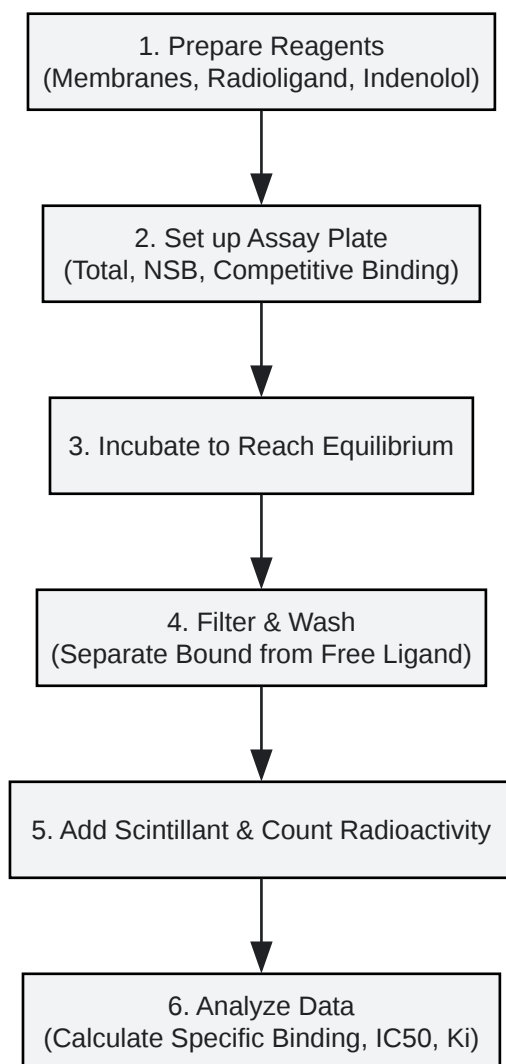 1. Prepare Reagents
(Membranes, Radioligand, Indenolol)
2. Set up Assay Plate
(Total, NSB, Competitive Binding)
3. Incubate to Reach Equilibrium
4. Filter & Wash
(Separate Bound from Free Ligand)
5. Add Scintillant & Count Radioactivity
6. Analyze Data
(Calculate Specific Binding, IC50, Ki)